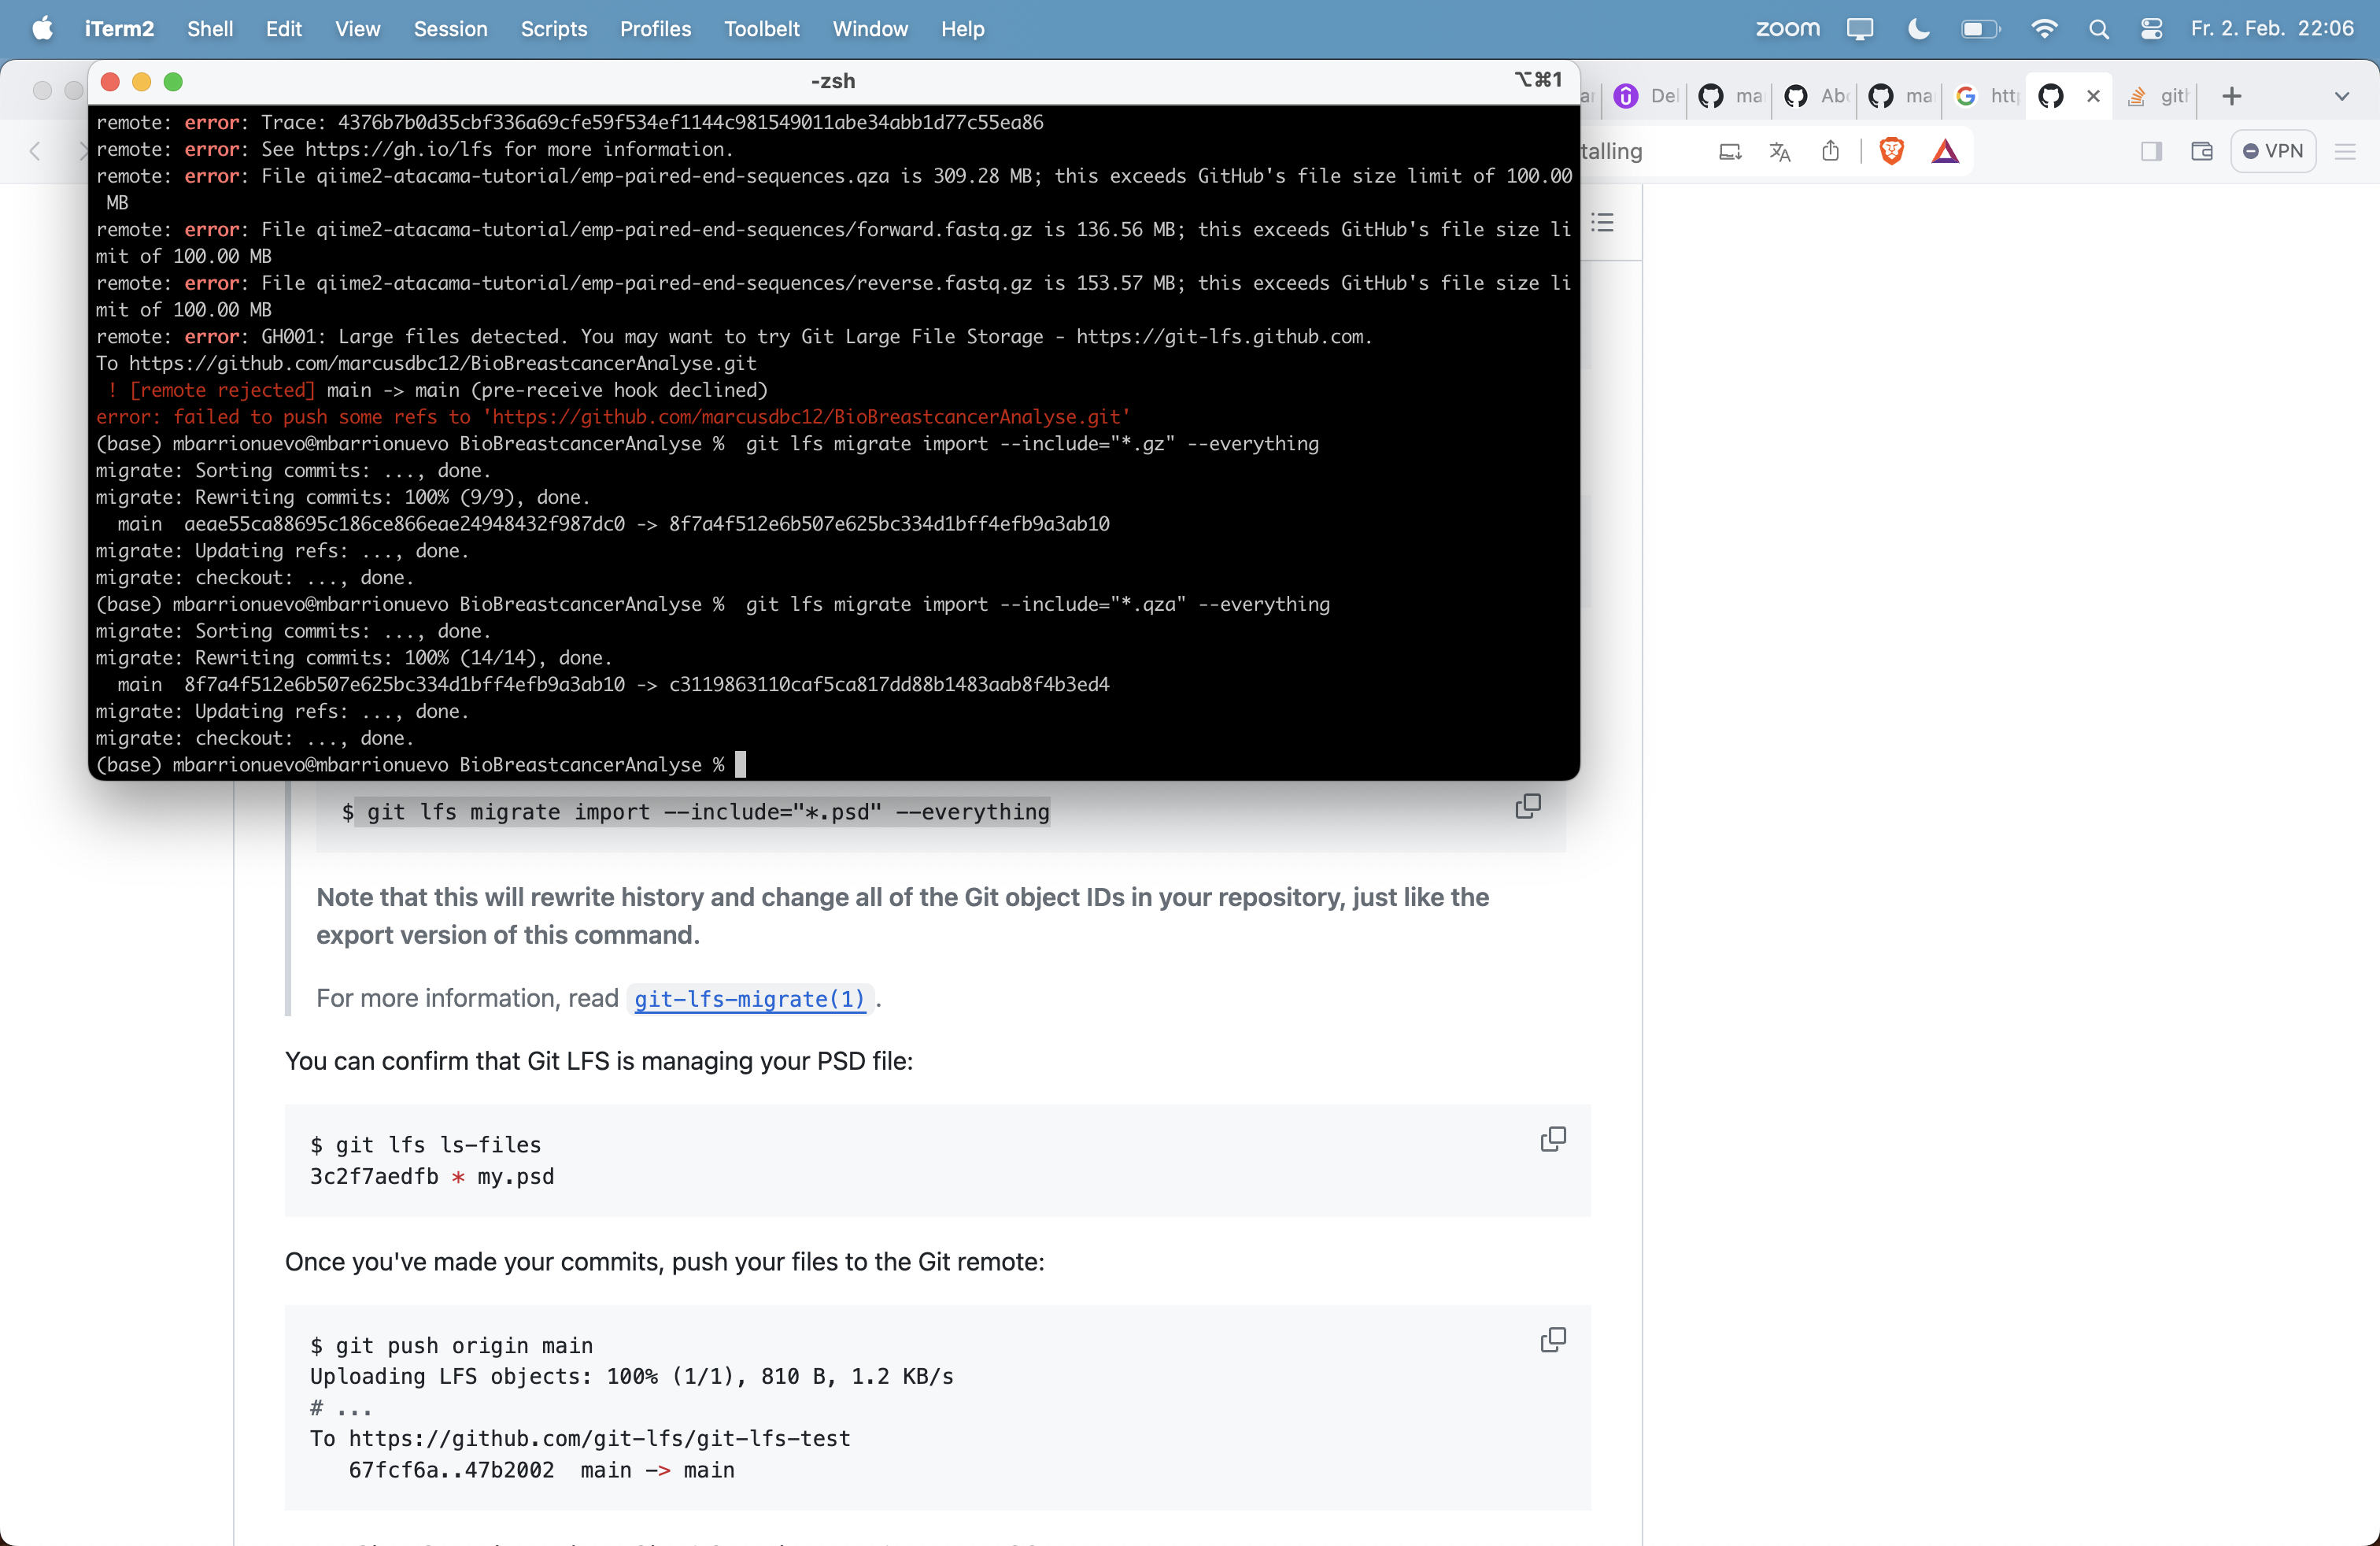 iTerm2 Shell Edit View Session Scripts Profiles Toolbelt Window Help zoom Fr. 2. Feb. 22:06
-zsh ⌥⌘1
Del ma Ab ma http gith
talling VPN
remote: error: Trace: 4376b7b0d35cbf336a69cfe59f534ef1144c981549011abe34abb1d77c55ea86
remote: error: See https://gh.io/lfs for more information.
remote: error: File qiime2-atacama-tutorial/emp-paired-end-sequences.qza is 309.28 MB; this exceeds GitHub's file size limit of 100.00
MB
remote: error: File qiime2-atacama-tutorial/emp-paired-end-sequences/forward.fastq.gz is 136.56 MB; this exceeds GitHub's file size li
mit of 100.00 MB
remote: error: File qiime2-atacama-tutorial/emp-paired-end-sequences/reverse.fastq.gz is 153.57 MB; this exceeds GitHub's file size li
mit of 100.00 MB
remote: error: GH001: Large files detected. You may want to try Git Large File Storage - https://git-lfs.github.com.
To https://github.com/marcusdbc12/BioBreastcancerAnalyse.git
! [remote rejected] main -> main (pre-receive hook declined)
error: failed to push some refs to 'https://github.com/marcusdbc12/BioBreastcancerAnalyse.git'
(base) mbarrionuevo@mbarrionuevo BioBreastcancerAnalyse % git lfs migrate import --include="*.gz" --everything
migrate: Sorting commits: ..., done.
migrate: Rewriting commits: 100% (9/9), done.
main aeae55ca88695c186ce866eae24948432f987dc0 -> 8f7a4f512e6b507e625bc334d1bff4efb9a3ab10
migrate: Updating refs: ..., done.
migrate: checkout: ..., done.
(base) mbarrionuevo@mbarrionuevo BioBreastcancerAnalyse % git lfs migrate import --include="*.qza" --everything
migrate: Sorting commits: ..., done.
migrate: Rewriting commits: 100% (14/14), done.
main 8f7a4f512e6b507e625bc334d1bff4efb9a3ab10 -> c3119863110caf5ca817dd88b1483aab8f4b3ed4
migrate: Updating refs: ..., done.
migrate: checkout: ..., done.
(base) mbarrionuevo@mbarrionuevo BioBreastcancerAnalyse %
$ git lfs migrate import --include="*.psd" --everything
Note that this will rewrite history and change all of the Git object IDs in your repository, just like the
export version of this command.
For more information, read git-lfs-migrate(1).
You can confirm that Git LFS is managing your PSD file:
$ git lfs ls-files
3c2f7aedfb * my.psd
Once you've made your commits, push your files to the Git remote:
$ git push origin main
Uploading LFS objects: 100% (1/1), 810 B, 1.2 KB/s
# ...
To https://github.com/git-lfs/git-lfs-test
67fcf6a..47b2002 main -> main